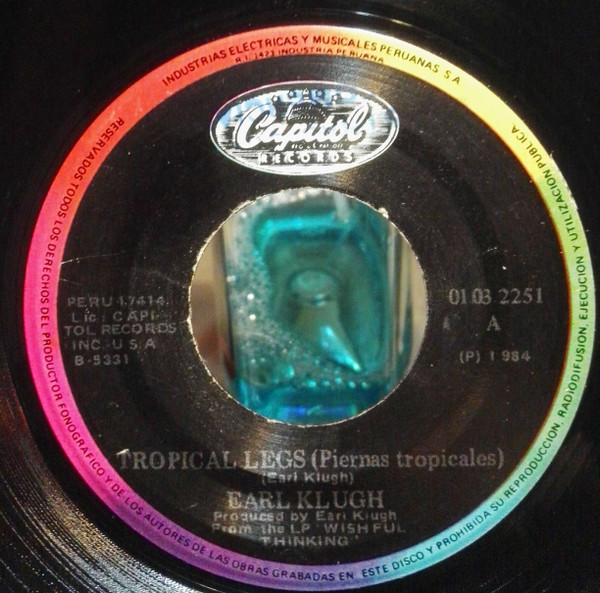 INDUSTRIAS ELECTRICAS Y MUSICALES PERUANAS S A
R.I. 1423 INDUSTRIA PERUANA
Capitol
RECORDS
RESERVADOS TODOS LOS DERECHOS DEL PRODUCTOR FONOGRAFICO Y DE LOS AUTORES DE LAS OBRAS GRABADAS EN ESTE DISCO Y PROHIBIDA SU REPRODUCCION, RADIODIFUSION, EJECUCION Y UTILIZACION PUBLICA
PERU 17414
Lic. CAPI-
TOL RECORDS
INC. U S A
B-5331
01.03.2251
A
(P) 1984
TROPICAL LEGS (Piernas tropicales)
(Earl Klugh)
EARL KLUGH
Produced by Earl Klugh
From the LP "WISHFUL
THINKING"